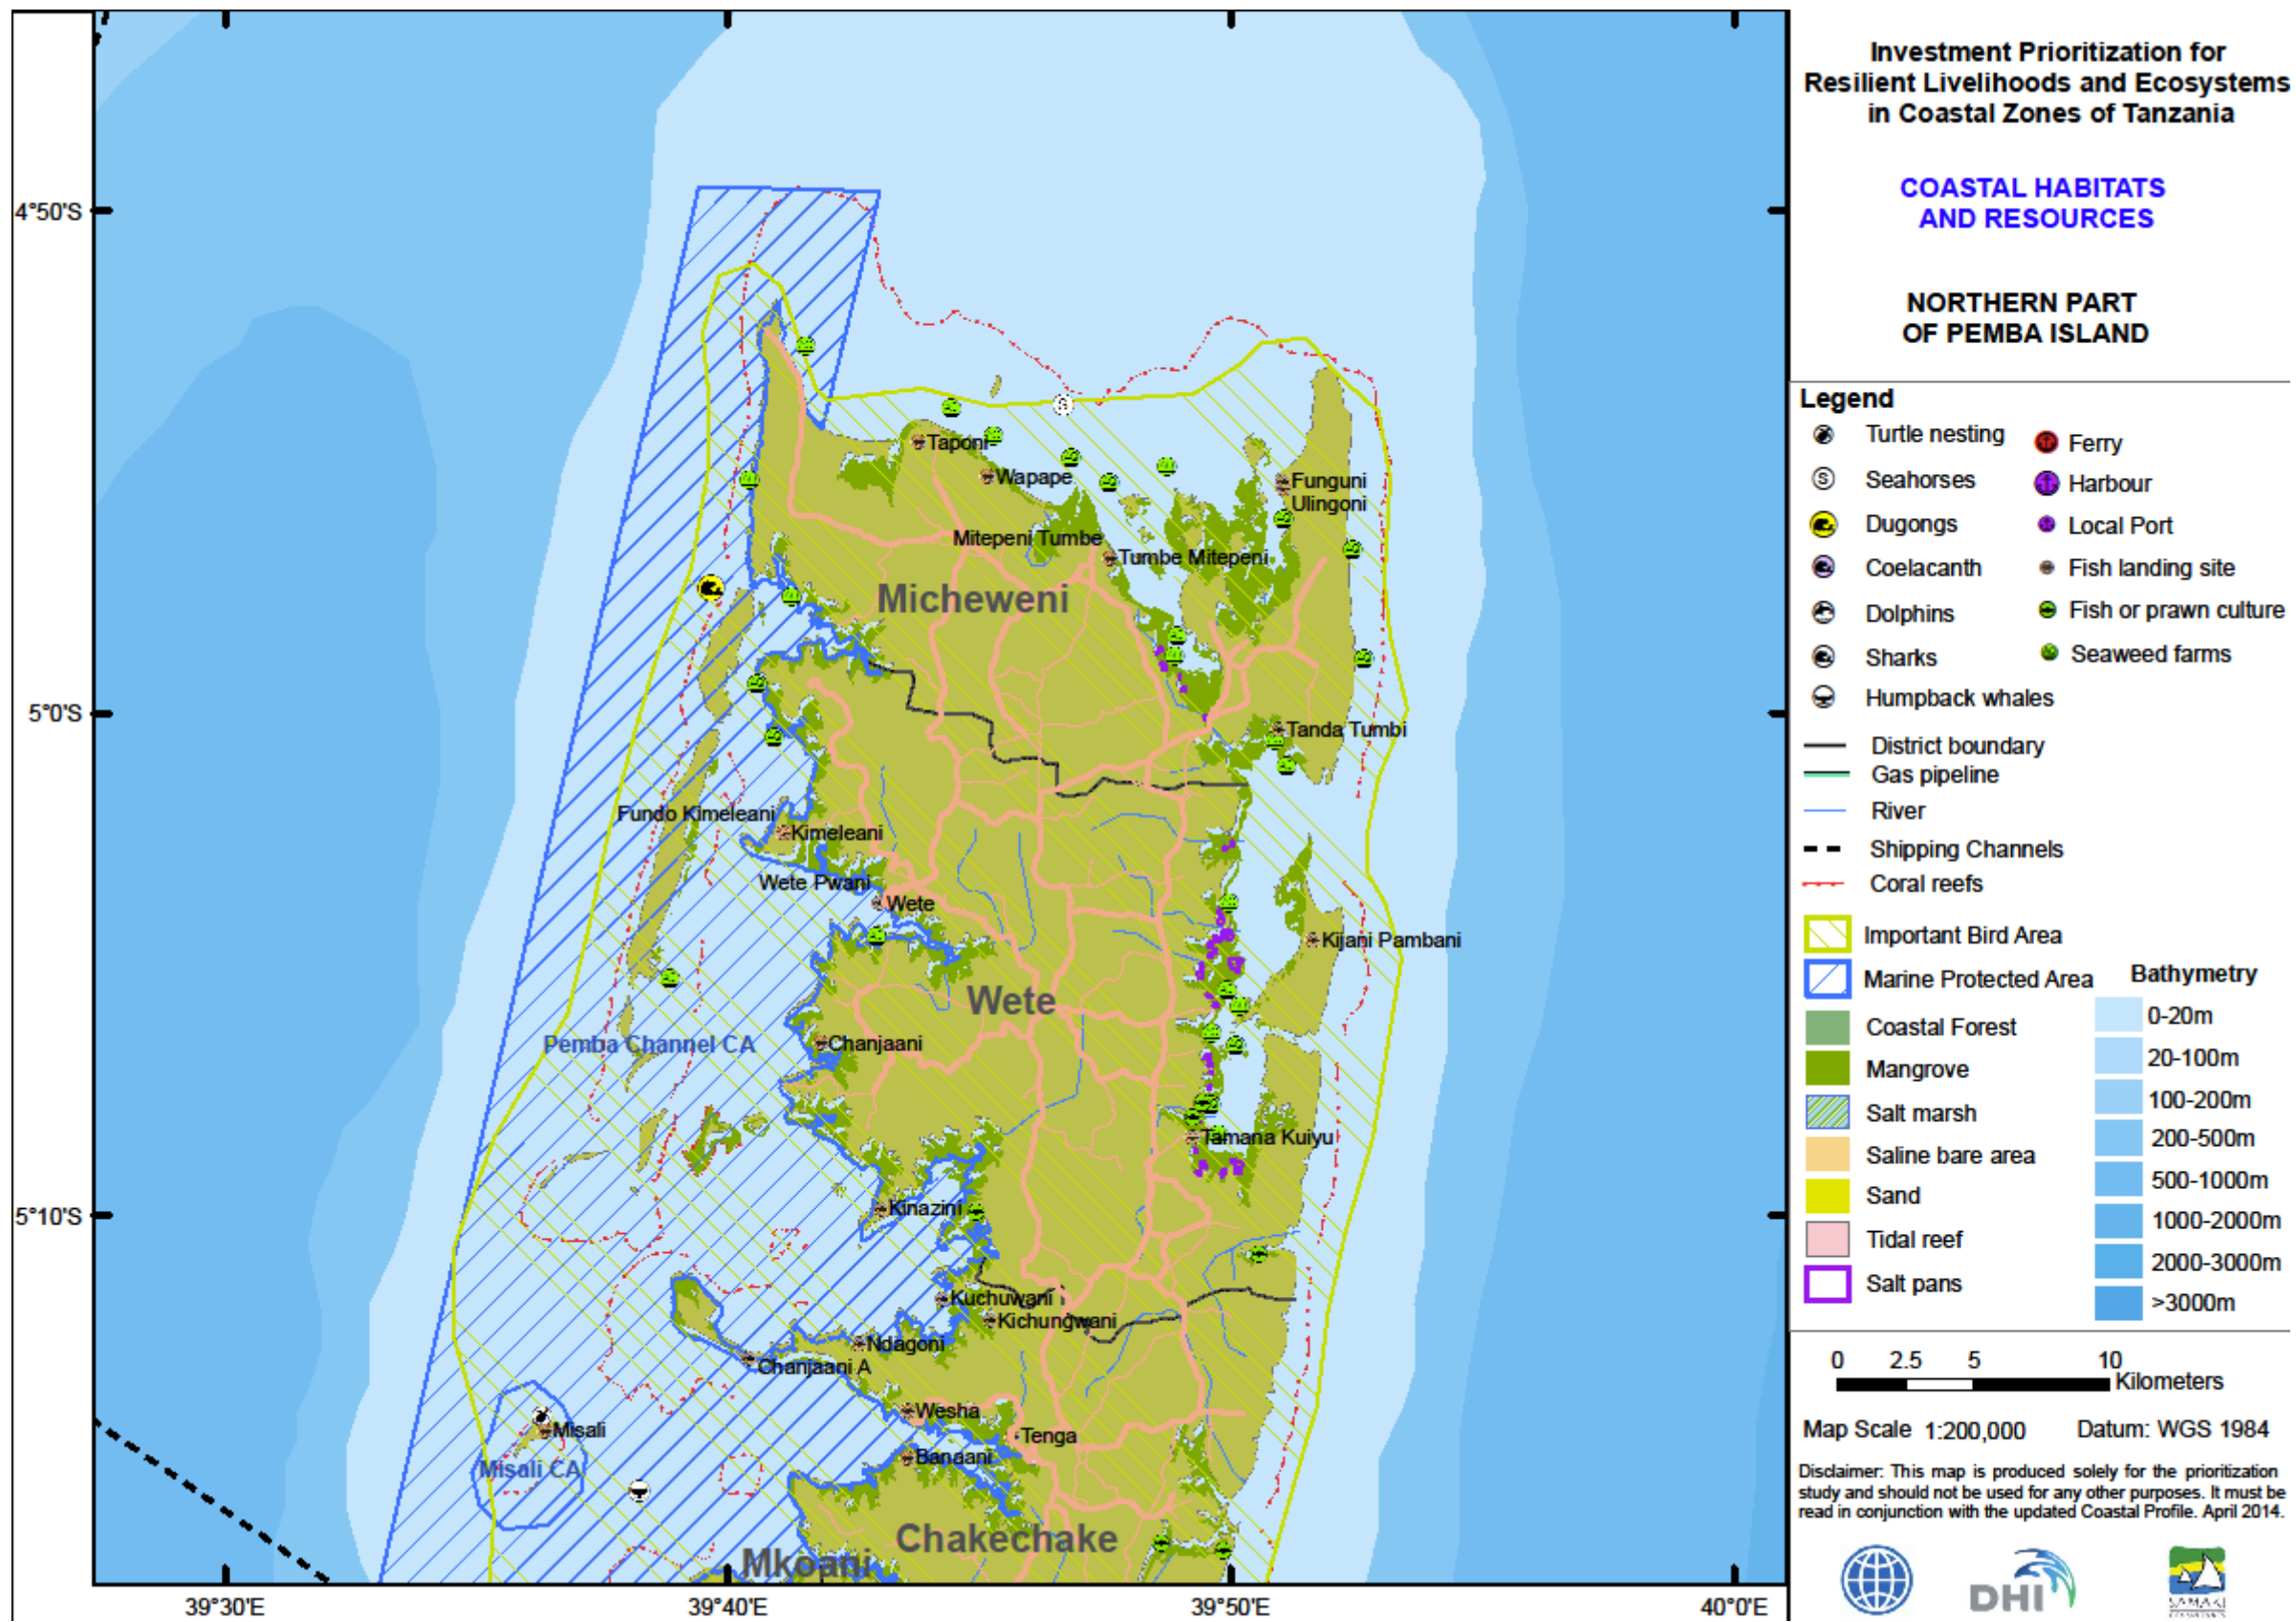 Investment Prioritization for
Resilient Livelihoods and Ecosystems
in Coastal Zones of Tanzania
COASTAL HABITATS
AND RESOURCES
NORTHERN PART
OF PEMBA ISLAND
Legend
Turtle nesting
Seahorses
Dugongs
Coelacanth
Dolphins
Sharks
Humpback whales
Ferry
Harbour
Local Port
Fish landing site
Fish or prawn culture
Seaweed farms
District boundary
Gas pipeline
River
Shipping Channels
Coral reefs
Important Bird Area
Marine Protected Area
Coastal Forest
Mangrove
Salt marsh
Saline bare area
Sand
Tidal reef
Salt pans
Bathymetry
0-20m
20-100m
100-200m
200-500m
500-1000m
1000-2000m
2000-3000m
>3000m
0 2.5 5 10
Kilometers
Map Scale 1:200,000 Datum: WGS 1984
Disclaimer: This map is produced solely for the prioritization
study and should not be used for any other purposes. It must be
read in conjunction with the updated Coastal Profile. April 2014.
DHI
SAMAKI
4°50'S
5°0'S
5°10'S
39°30'E
39°40'E
39°50'E
40°0'E
S
Taponi
Wapape
Funguni
Ulingoni
Mitepeni Tumbe
Tumbe Mitepeni
Micheweni
Tanda Tumbi
Fundo Kimeleani
Kimeleani
Wete Pwani
Wete
Kijani Pambani
Wete
Pemba Channel CA
Chanjaani
Tamana Kuiyu
Kinazini
Kuchuwani
Kichungwani
Ndagoni
Chanjaani A
Wesha
Misali
Tenga
Banaani
Misali CA
Chakechake
Mkoani